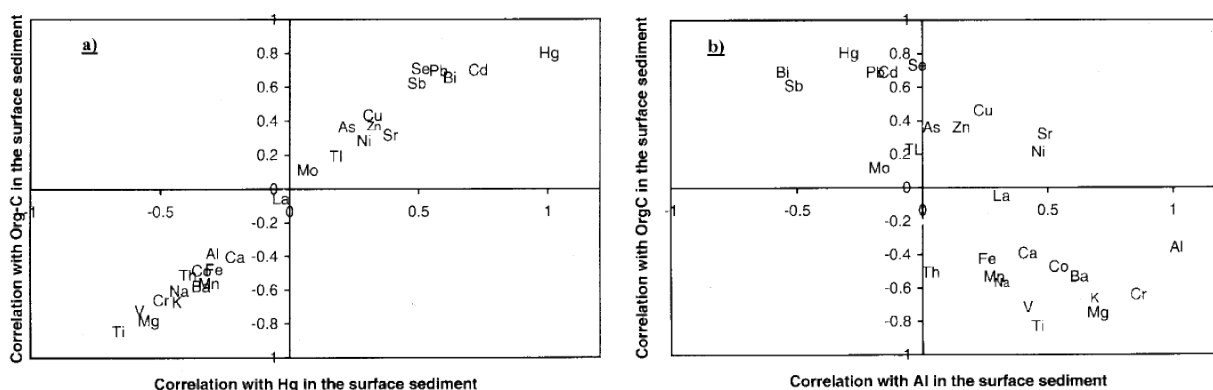 Correlation with Org-C in the surface sediment
a)
1
0.8
0.6
0.4
0.2
0
-0.2
-0.4
-0.6
-0.8
-1
-1
-0.5
0
0.5
1
Hg
Se
Pb
Cd
Sb
Bi
Cu
As
Zn
Sr
Ni
Tl
Mo
La
Al
Ca
Co
Fe
Th
Ba
Mn
Na
Cr
K
V
Mg
Ti
Correlation with Hg in the surface sediment
Correlation with OrgC in the surface sediment
b)
1
0.8
0.6
0.4
0.2
0
-0.2
-0.4
-0.6
-0.8
-1
-1
-0.5
0
0.5
1
Hg
Se
Bi
Pb
Cd
Sb
Cu
As
Zn
Sr
Tl
Ni
Mo
La
Al
Ca
Fe
Co
Th
Mn
Na
Ba
Cr
K
V
Mg
Ti
Correlation with Al in the surface sediment